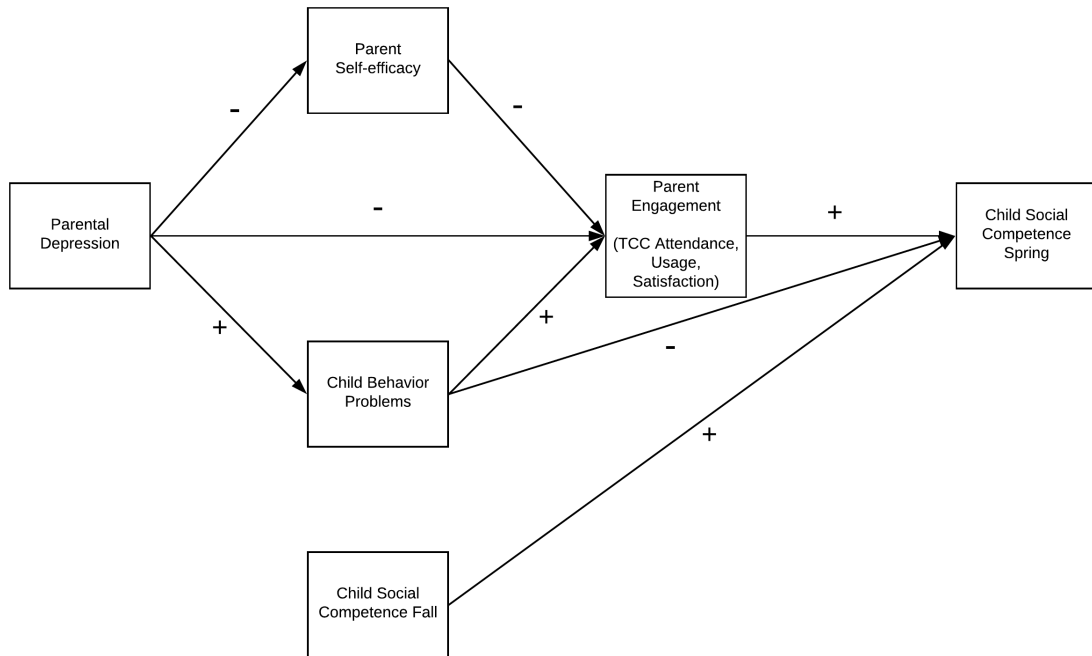 Parent
Self-efficacy
-
-
Parental
Depression
-
Parent
Engagement
(TCC Attendance,
Usage,
Satisfaction)
+
Child Social
Competence
Spring
+
+
-
Child Behavior
Problems
+
Child Social
Competence Fall